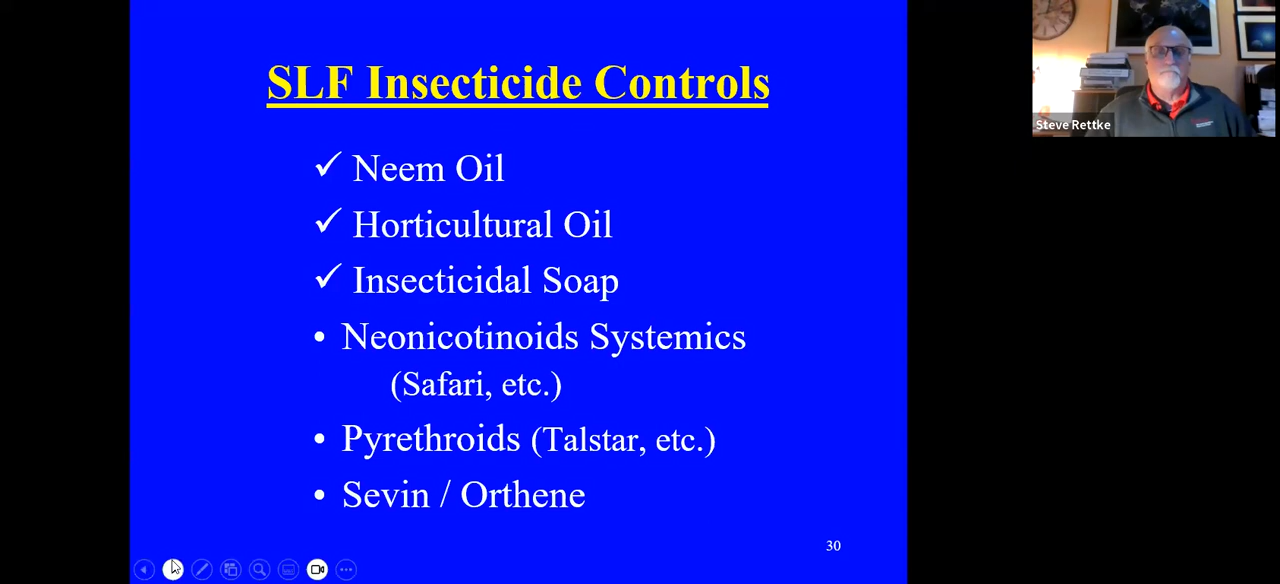 SLF Insecticide Controls
✓ Neem Oil
✓ Horticultural Oil
✓ Insecticidal Soap
• Neonicotinoids Systemics
(Safari, etc.)
• Pyrethroids (Talstar, etc.)
• Sevin / Orthene
30
Steve Rettke